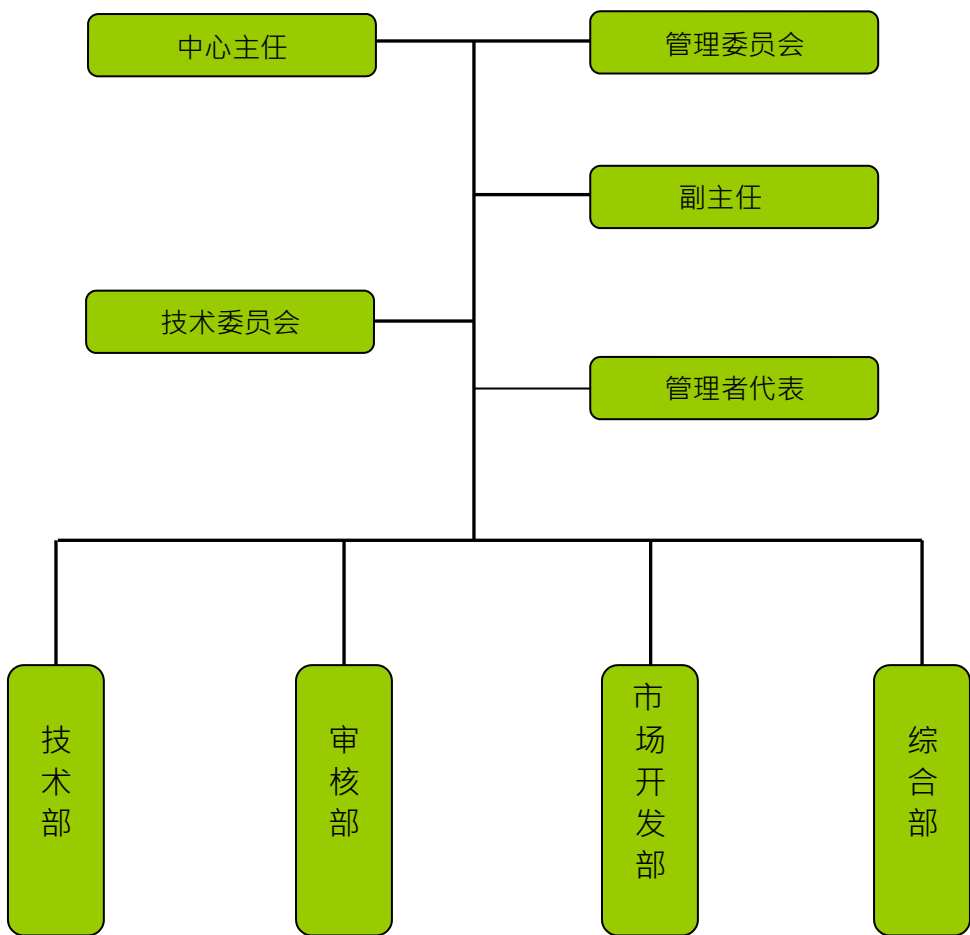 中心主任
管理委员会
副主任
技术委员会
管理者代表
技术部
审核部
市场开发部
综合部